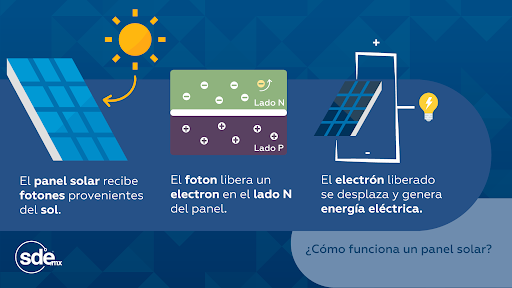 Lado N
Lado P
+
-
El panel solar recibe
fotones provenientes
del sol.
El foton libera un
electron en el lado N
del panel.
El electrón liberado
se desplaza y genera
energía eléctrica.
sde mx
¿Cómo funciona un panel solar?